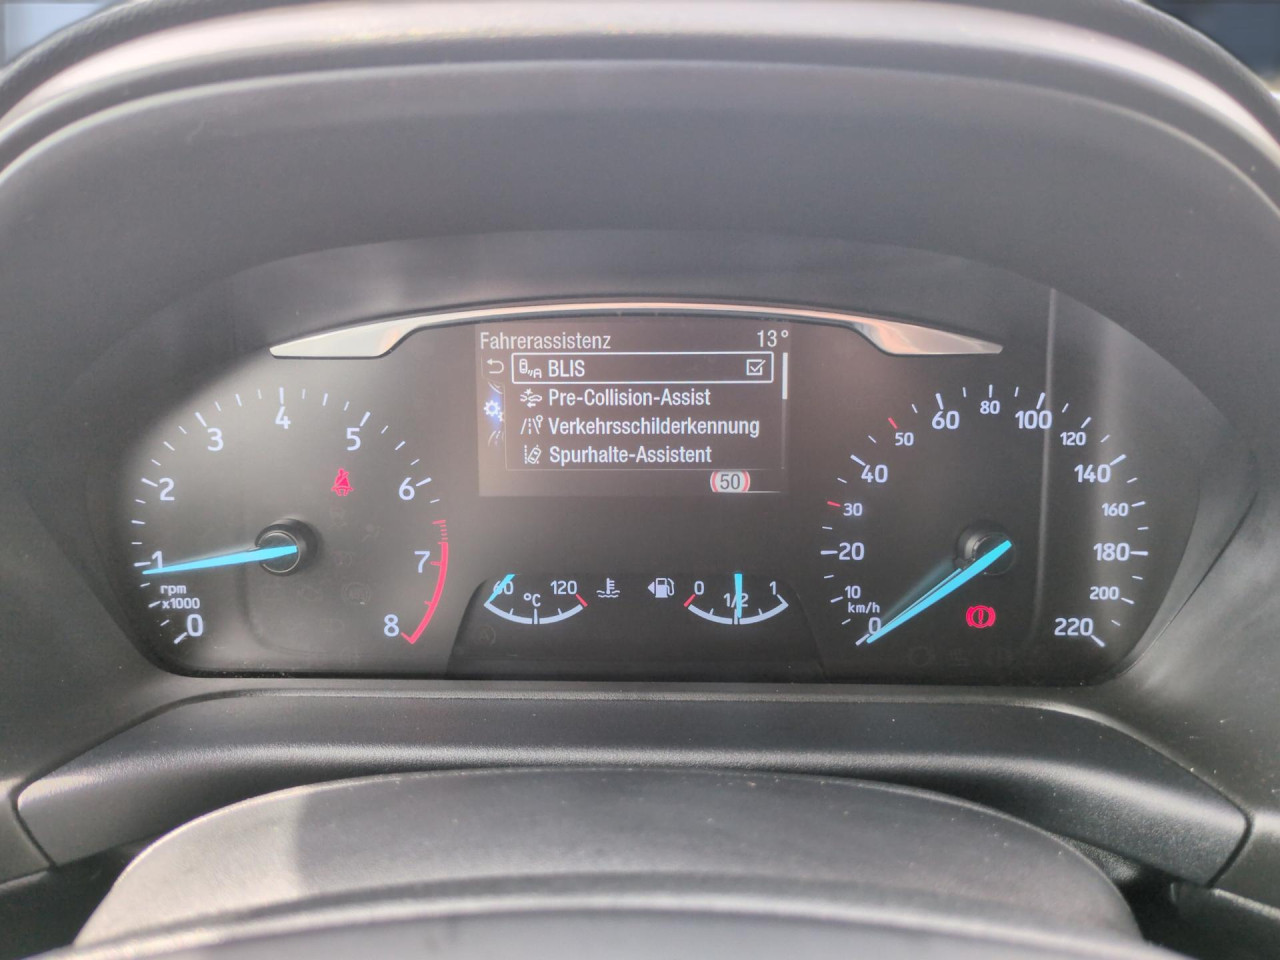 Fahrerassistenz 13°
BLIS
Pre-Collision-Assist
Verkehrsschilderkennung
Spurhalte-Assistent
50
0
1
2
3
4
5
6
7
8
rpm
x1000
60 °C 120
0 1/2 1
0
10
20
30
40
50
60
80
100
120
140
160
180
200
220
km/h